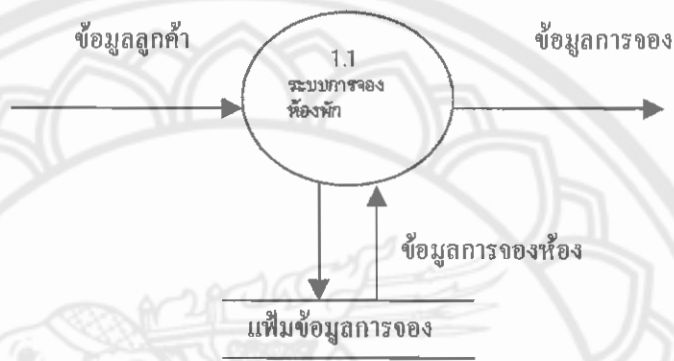 ข้อมูลลูกค้า
ข้อมูลการจอง
1.1
ระบบการจอง
ห้องพัก
ข้อมูลการจองห้อง
แฟ้มข้อมูลการจอง